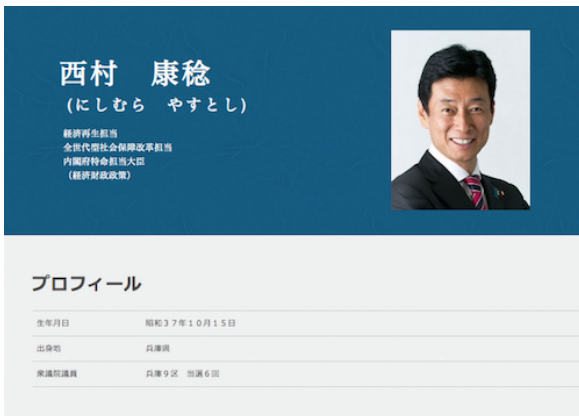 西村　康稔
(にしむら　やすとし)
経済再生担当
全世代型社会保障改革担当
内閣府特命担当大臣
（経済財政政策）
プロフィール
生年月日　昭和３７年１０月１５日
出身地　兵庫県
衆議院議員　兵庫９区　当選６回